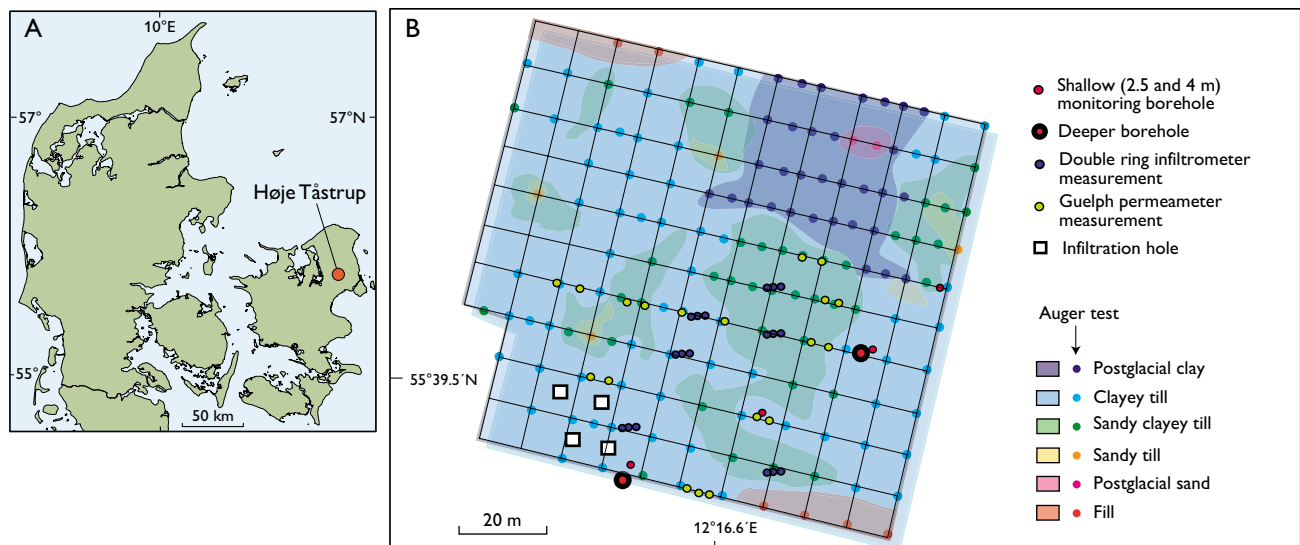 A
10°E
57°
57°N
Høje Tåstrup
55°
50 km
B
55°39.5´N
20 m
12°16.6´E
Shallow (2.5 and 4 m)
monitoring borehole
Deeper borehole
Double ring infiltrometer
measurement
Guelph permeameter
measurement
Infiltration hole
Auger test
Postglacial clay
Clayey till
Sandy clayey till
Sandy till
Postglacial sand
Fill